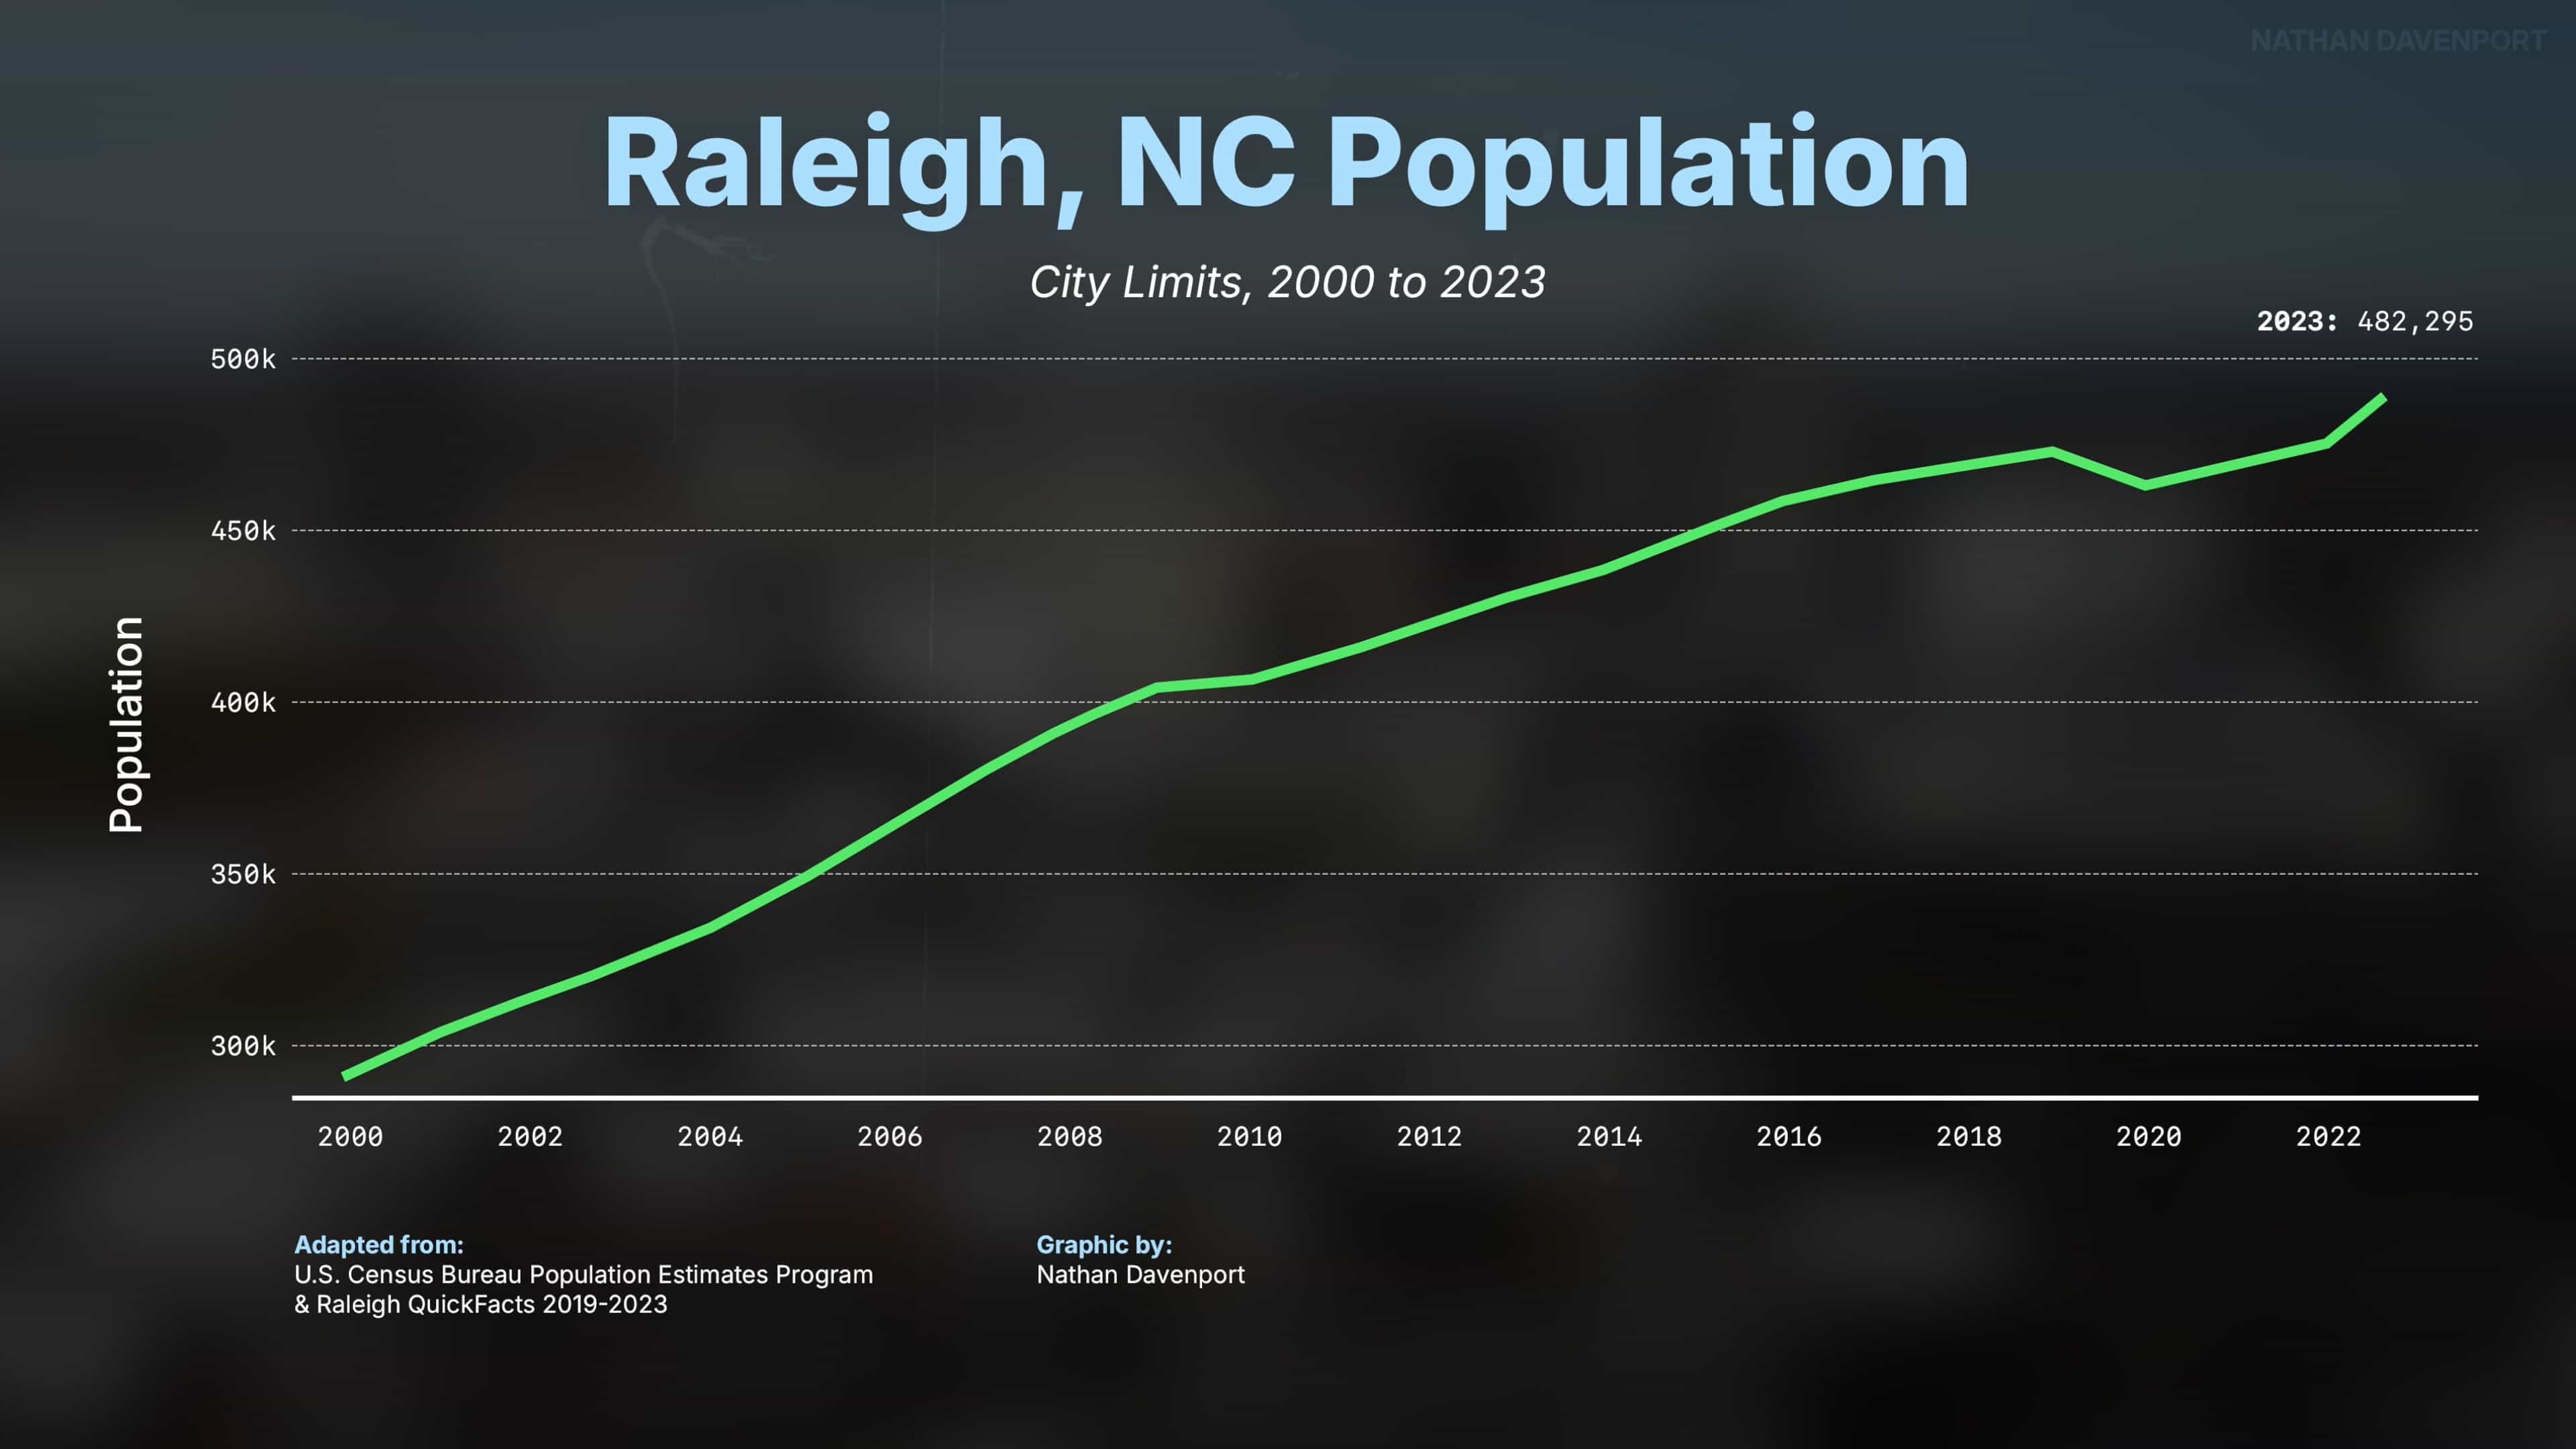 NATHAN DAVENPORT
Raleigh, NC Population
City Limits, 2000 to 2023
2023: 482,295
500k
450k
400k
350k
300k
Population
2000 2002 2004 2006 2008 2010 2012 2014 2016 2018 2020 2022
Adapted from:
U.S. Census Bureau Population Estimates Program
& Raleigh QuickFacts 2019-2023
Graphic by:
Nathan Davenport